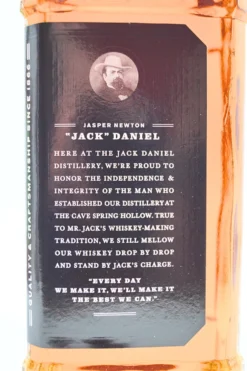 JASPER NEWTON
"JACK" DANIEL
HERE AT THE JACK DANIEL
DISTILLERY, WE'RE PROUD TO
HONOR THE INDEPENDENCE &
INTEGRITY OF THE MAN WHO
ESTABLISHED OUR DISTILLERY AT
THE CAVE SPRING HOLLOW. TRUE
TO MR. JACK'S WHISKEY-MAKING
TRADITION, WE STILL MELLOW
OUR WHISKEY DROP BY DROP
AND STAND BY JACK'S CHARGE.
"EVERY DAY
WE MAKE IT, WE'LL MAKE IT
THE BEST WE CAN."
QUALITY & CRAFTSMANSHIP SINCE 1866